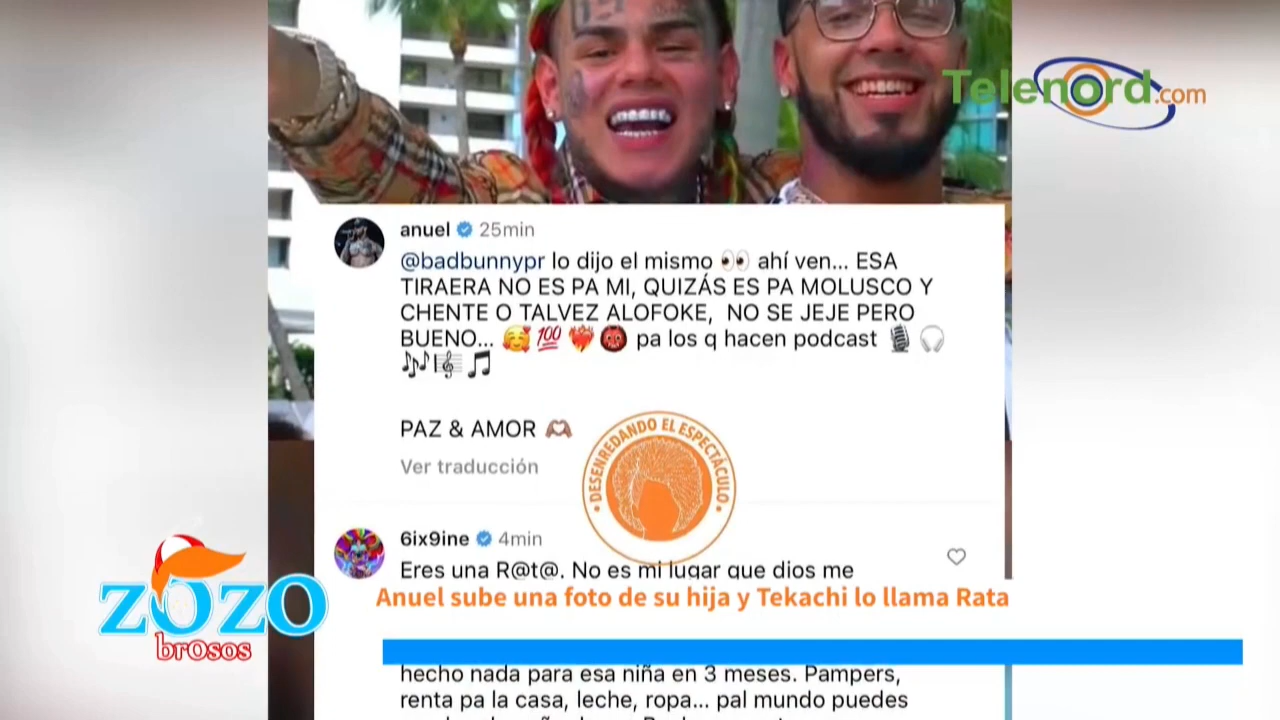 Telenord.com
anuel 25min
@badbunnypr lo dijo el mismo 👀 ahí ven... ESA
TIRAERA NO ES PA MI, QUIZÁS ES PA MOLUSCO Y
CHENTE O TALVEZ ALOFOKE, NO SE JEJE PERO
BUENO... 🥰 💯 ❤️‍🔥 👹 pa los q hacen podcast 🎙️ 🎧
🎶 🎼 🎵
PAZ & AMOR 🫶🏽
Ver traducción
• DESENREDANDO EL ESPECTÁCULO •
6ix9ine 4min
Eres una R@t@. No es mi lugar que dios me
Anuel sube una foto de su hija y Tekachi lo llama Rata
ZOZO
brOsos
hecho nada para esa niña en 3 meses. Pampers,
renta pa la casa, leche, ropa... pal mundo puedes